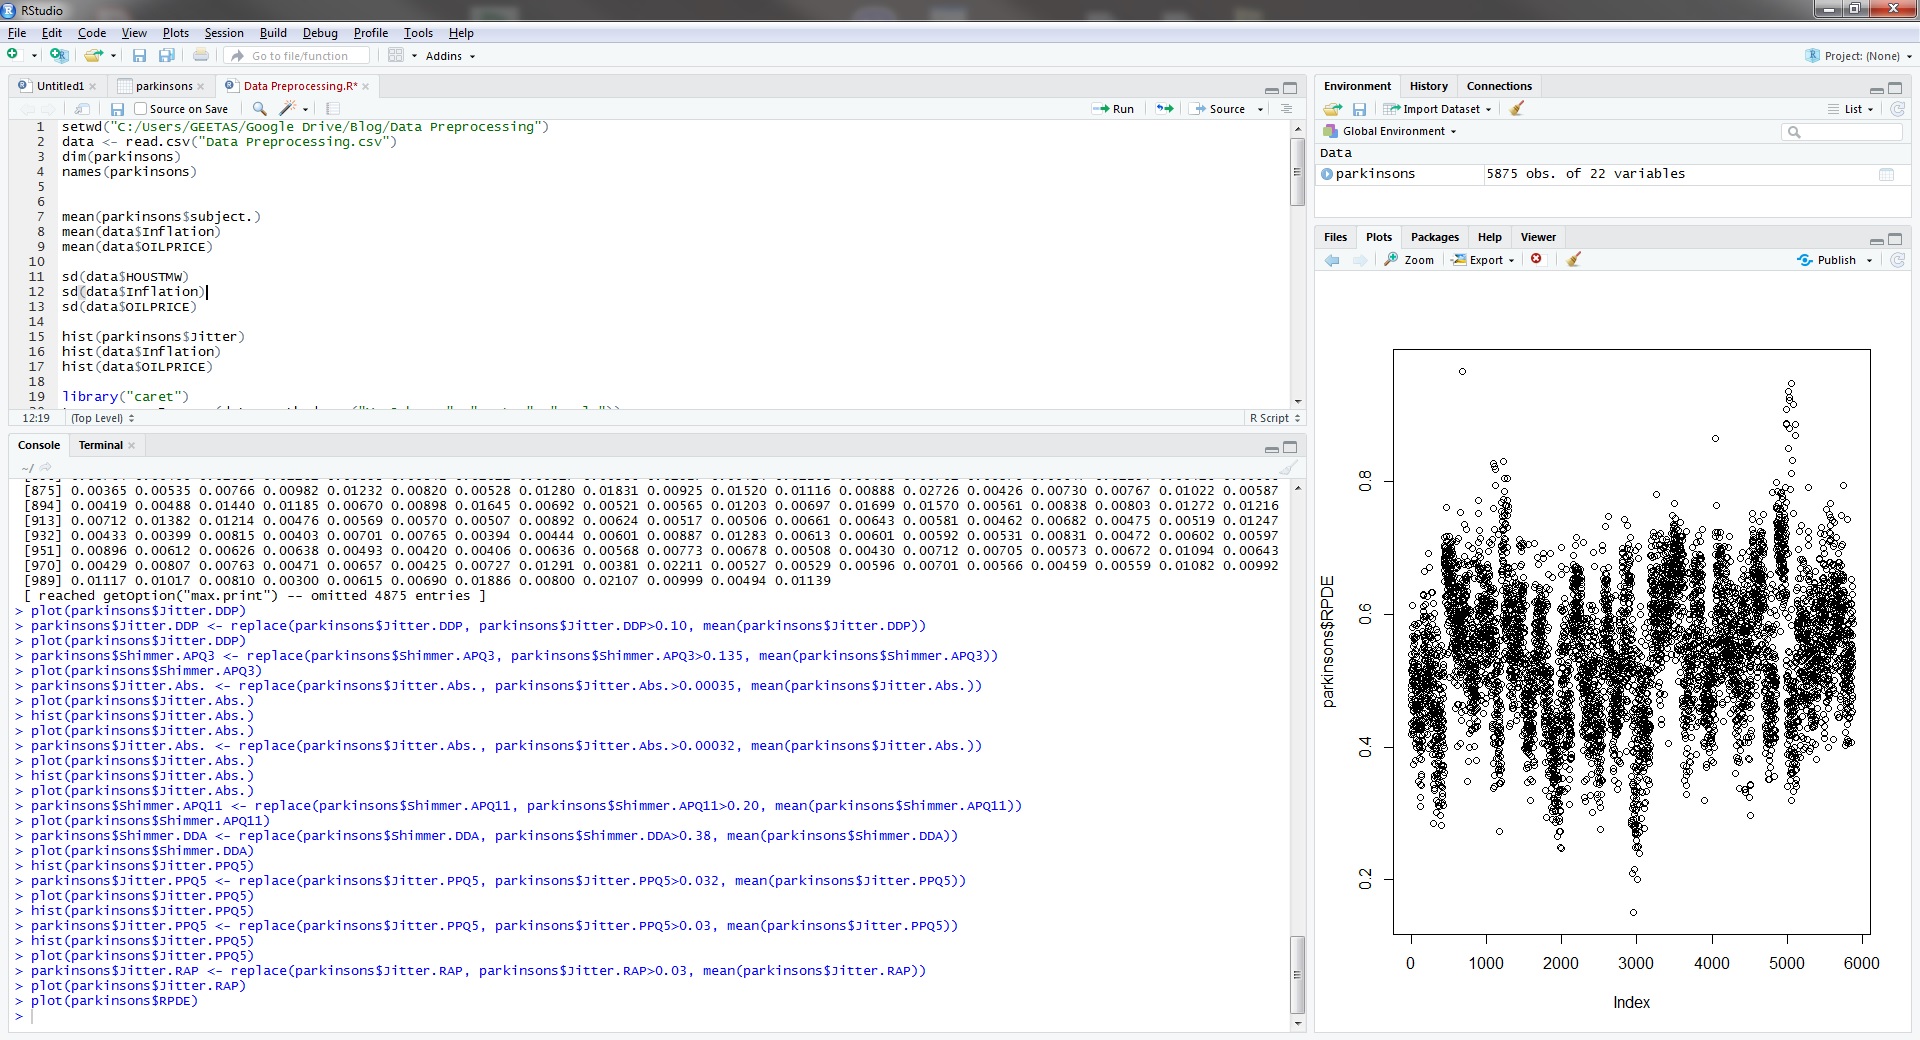 RStudio
File Edit Code View Plots Session Build Debug Profile Tools Help
Go to file/function Addins Project: (None)
Untitled1 parkinsons Data Preprocessing.R*
Source on Save Run Source
1 setwd("C:/Users/GEETAS/Google Drive/Blog/Data Preprocessing")
2 data <- read.csv("Data Preprocessing.csv")
3 dim(parkinsons)
4 names(parkinsons)
5
6
7 mean(parkinsons$subject.)
8 mean(data$Inflation)
9 mean(data$OILPRICE)
10
11 sd(data$HOUSTMW)
12 sd(data$Inflation)
13 sd(data$OILPRICE)
14
15 hist(parkinsons$Jitter)
16 hist(data$Inflation)
17 hist(data$OILPRICE)
18
19 library("caret")
12:19 (Top Level) R Script
Console Terminal
~/
[875] 0.00365 0.00535 0.00766 0.00982 0.01232 0.00820 0.00528 0.01280 0.01831 0.00925 0.01520 0.01116 0.00888 0.02726 0.00426 0.00730 0.00767 0.01022 0.00587
[894] 0.00419 0.00488 0.01440 0.01185 0.00670 0.00898 0.01645 0.00692 0.00521 0.00565 0.01203 0.00697 0.01699 0.01570 0.00561 0.00838 0.00803 0.01272 0.01216
[913] 0.00712 0.01382 0.01214 0.00476 0.00569 0.00570 0.00507 0.00892 0.00624 0.00517 0.00506 0.00661 0.00643 0.00581 0.00462 0.00682 0.00475 0.00519 0.01247
[932] 0.00433 0.00399 0.00815 0.00403 0.00701 0.00765 0.00394 0.00444 0.00601 0.00887 0.01283 0.00613 0.00601 0.00592 0.00531 0.00831 0.00472 0.00602 0.00597
[951] 0.00896 0.00612 0.00626 0.00638 0.00493 0.00420 0.00406 0.00636 0.00568 0.00773 0.00678 0.00508 0.00430 0.00712 0.00705 0.00573 0.00672 0.01094 0.00643
[970] 0.00429 0.00807 0.00763 0.00471 0.00657 0.00425 0.00727 0.01291 0.00381 0.02211 0.00527 0.00529 0.00596 0.00701 0.00566 0.00459 0.00559 0.01082 0.00992
[989] 0.01117 0.01017 0.00810 0.00300 0.00615 0.00690 0.01886 0.00800 0.02107 0.00999 0.00494 0.01139
[ reached getOption("max.print") -- omitted 4875 entries ]
> plot(parkinsons$Jitter.DDP)
> parkinsons$Jitter.DDP <- replace(parkinsons$Jitter.DDP, parkinsons$Jitter.DDP>0.10, mean(parkinsons$Jitter.DDP))
> plot(parkinsons$Jitter.DDP)
> parkinsons$Shimmer.APQ3 <- replace(parkinsons$Shimmer.APQ3, parkinsons$Shimmer.APQ3>0.135, mean(parkinsons$Shimmer.APQ3))
> plot(parkinsons$Shimmer.APQ3)
> parkinsons$Jitter.Abs. <- replace(parkinsons$Jitter.Abs., parkinsons$Jitter.Abs.>0.00035, mean(parkinsons$Jitter.Abs.))
> plot(parkinsons$Jitter.Abs.)
> hist(parkinsons$Jitter.Abs.)
> plot(parkinsons$Jitter.Abs.)
> parkinsons$Jitter.Abs. <- replace(parkinsons$Jitter.Abs., parkinsons$Jitter.Abs.>0.00032, mean(parkinsons$Jitter.Abs.))
> plot(parkinsons$Jitter.Abs.)
> hist(parkinsons$Jitter.Abs.)
> plot(parkinsons$Jitter.Abs.)
> parkinsons$Shimmer.APQ11 <- replace(parkinsons$Shimmer.APQ11, parkinsons$Shimmer.APQ11>0.20, mean(parkinsons$Shimmer.APQ11))
> plot(parkinsons$Shimmer.APQ11)
> parkinsons$Shimmer.DDA <- replace(parkinsons$Shimmer.DDA, parkinsons$Shimmer.DDA>0.38, mean(parkinsons$Shimmer.DDA))
> plot(parkinsons$Shimmer.DDA)
> hist(parkinsons$Jitter.PPQ5)
> parkinsons$Jitter.PPQ5 <- replace(parkinsons$Jitter.PPQ5, parkinsons$Jitter.PPQ5>0.032, mean(parkinsons$Jitter.PPQ5))
> plot(parkinsons$Jitter.PPQ5)
> hist(parkinsons$Jitter.PPQ5)
> parkinsons$Jitter.PPQ5 <- replace(parkinsons$Jitter.PPQ5, parkinsons$Jitter.PPQ5>0.03, mean(parkinsons$Jitter.PPQ5))
> hist(parkinsons$Jitter.PPQ5)
> plot(parkinsons$Jitter.PPQ5)
> parkinsons$Jitter.RAP <- replace(parkinsons$Jitter.RAP, parkinsons$Jitter.RAP>0.03, mean(parkinsons$Jitter.RAP))
> plot(parkinsons$Jitter.RAP)
> plot(parkinsons$RPDE)
>
Environment History Connections
Import Dataset List
Global Environment
Data
parkinsons 5875 obs. of 22 variables
Files Plots Packages Help Viewer
Zoom Export Publish
parkinsons$RPDE
0.8
0.6
0.4
0.2
0 1000 2000 3000 4000 5000 6000
Index